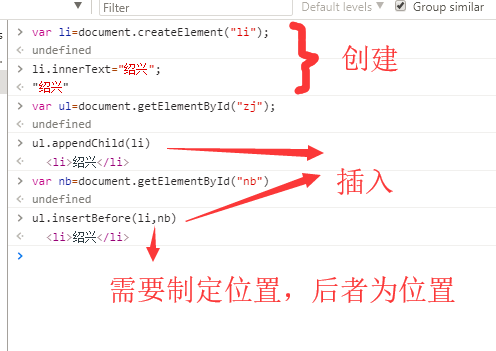 Filter
Default levels
Group similar
var li=document.createElement("li");
undefined
li.innerText="绍兴";
"绍兴"
var ul=document.getElementById("zj");
undefined
ul.appendChild(li)
<li>绍兴</li>
var nb=document.getElementById("nb")
undefined
ul.insertBefore(li,nb)
<li>绍兴</li>
创建
插入
需要制定位置，后者为位置